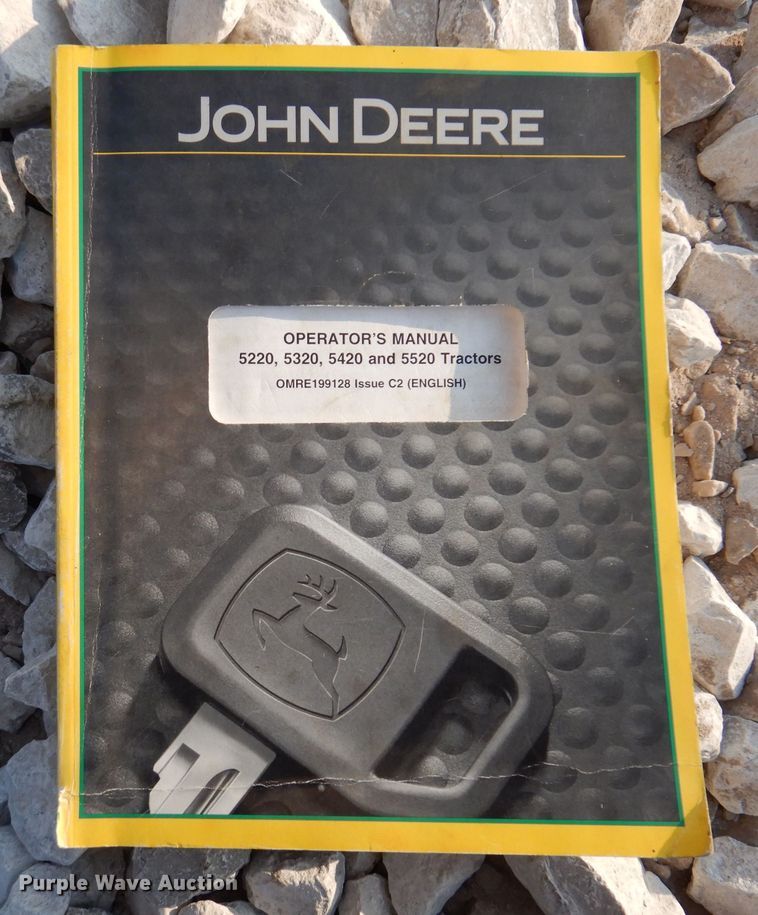 JOHN DEERE
OPERATOR'S MANUAL
5220, 5320, 5420 and 5520 Tractors
OMRE199128 Issue C2 (ENGLISH)
Purple Wave Auction